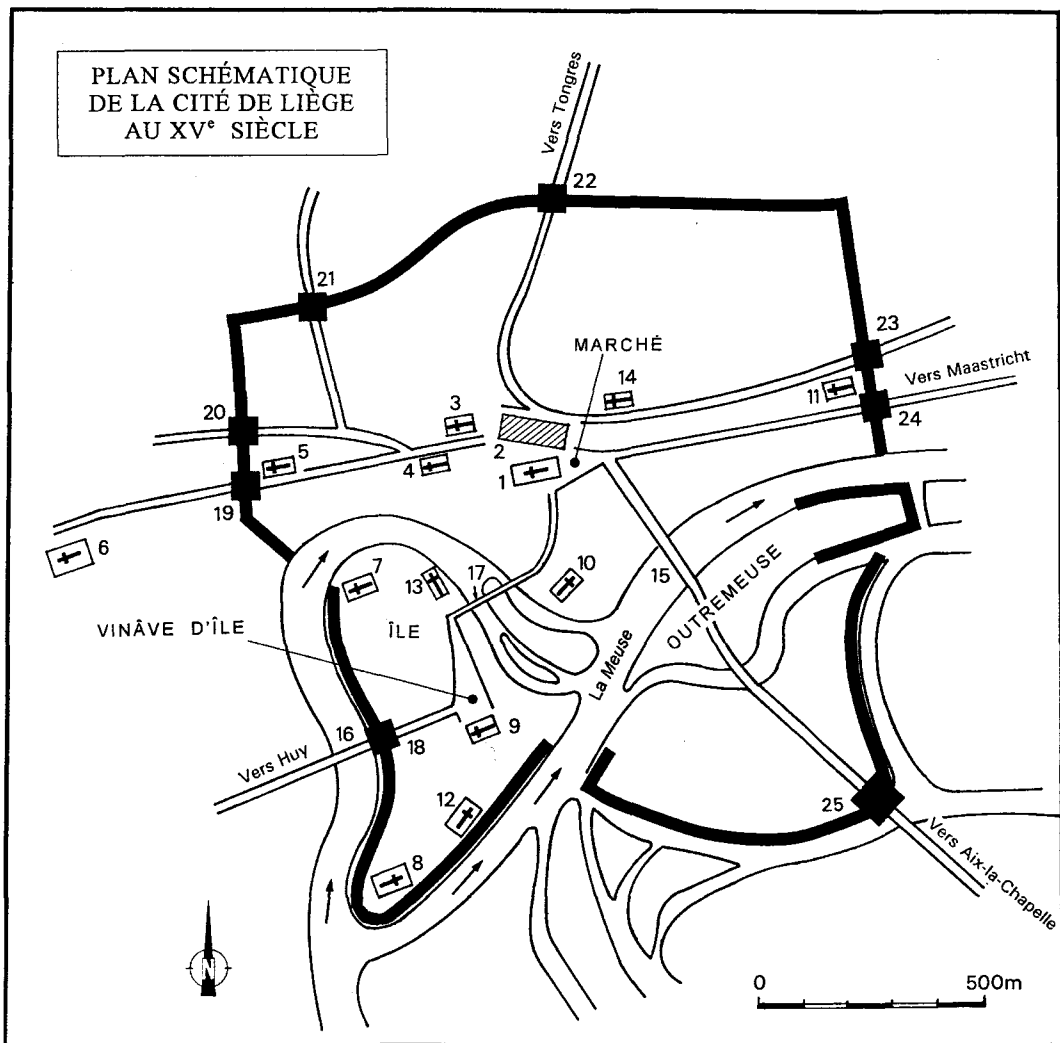 PLAN SCHÉMATIQUE
DE LA CITÉ DE LIÈGE
AU XVe SIÈCLE
Vers Tongres
22
21
MARCHÉ
23
14
11
Vers Maastricht
20
3
24
5
2
4
1
19
6
7
13
17
10
15
OUTREMEUSE
VINÂVE D'ÎLE
ÎLE
La Meuse
16
18
9
Vers Huy
12
25
8
Vers Aix-la-Chapelle
N
0
500m